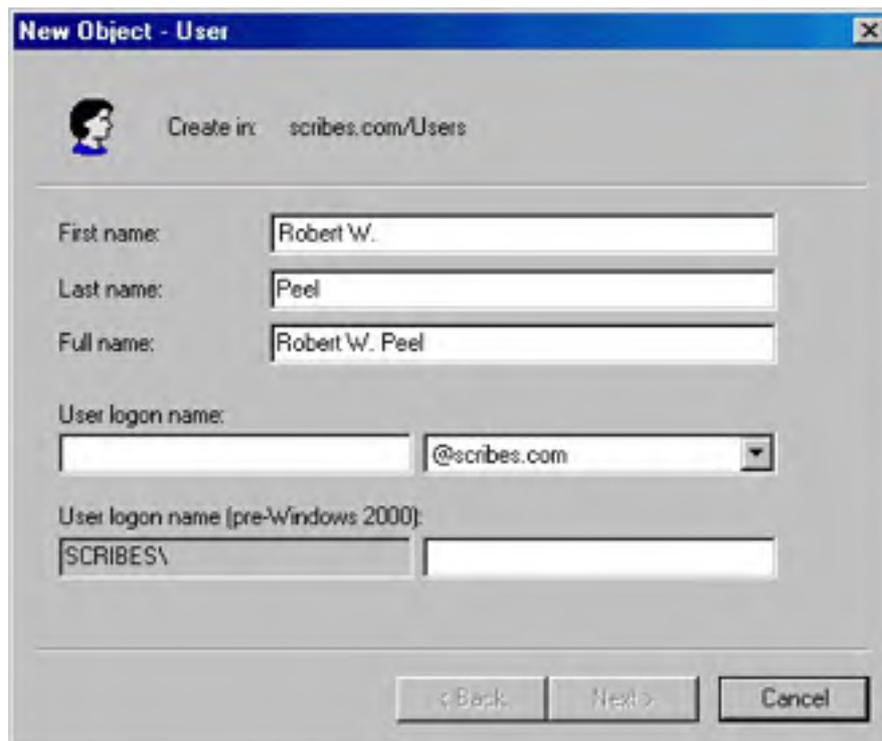 New Object - User
Create in: scribes.com/Users
First name: Robert W.
Last name: Peel
Full name: Robert W. Peel
User logon name:
@scribes.com
User logon name (pre-Windows 2000):
SCRIBES\
< Back Next > Cancel